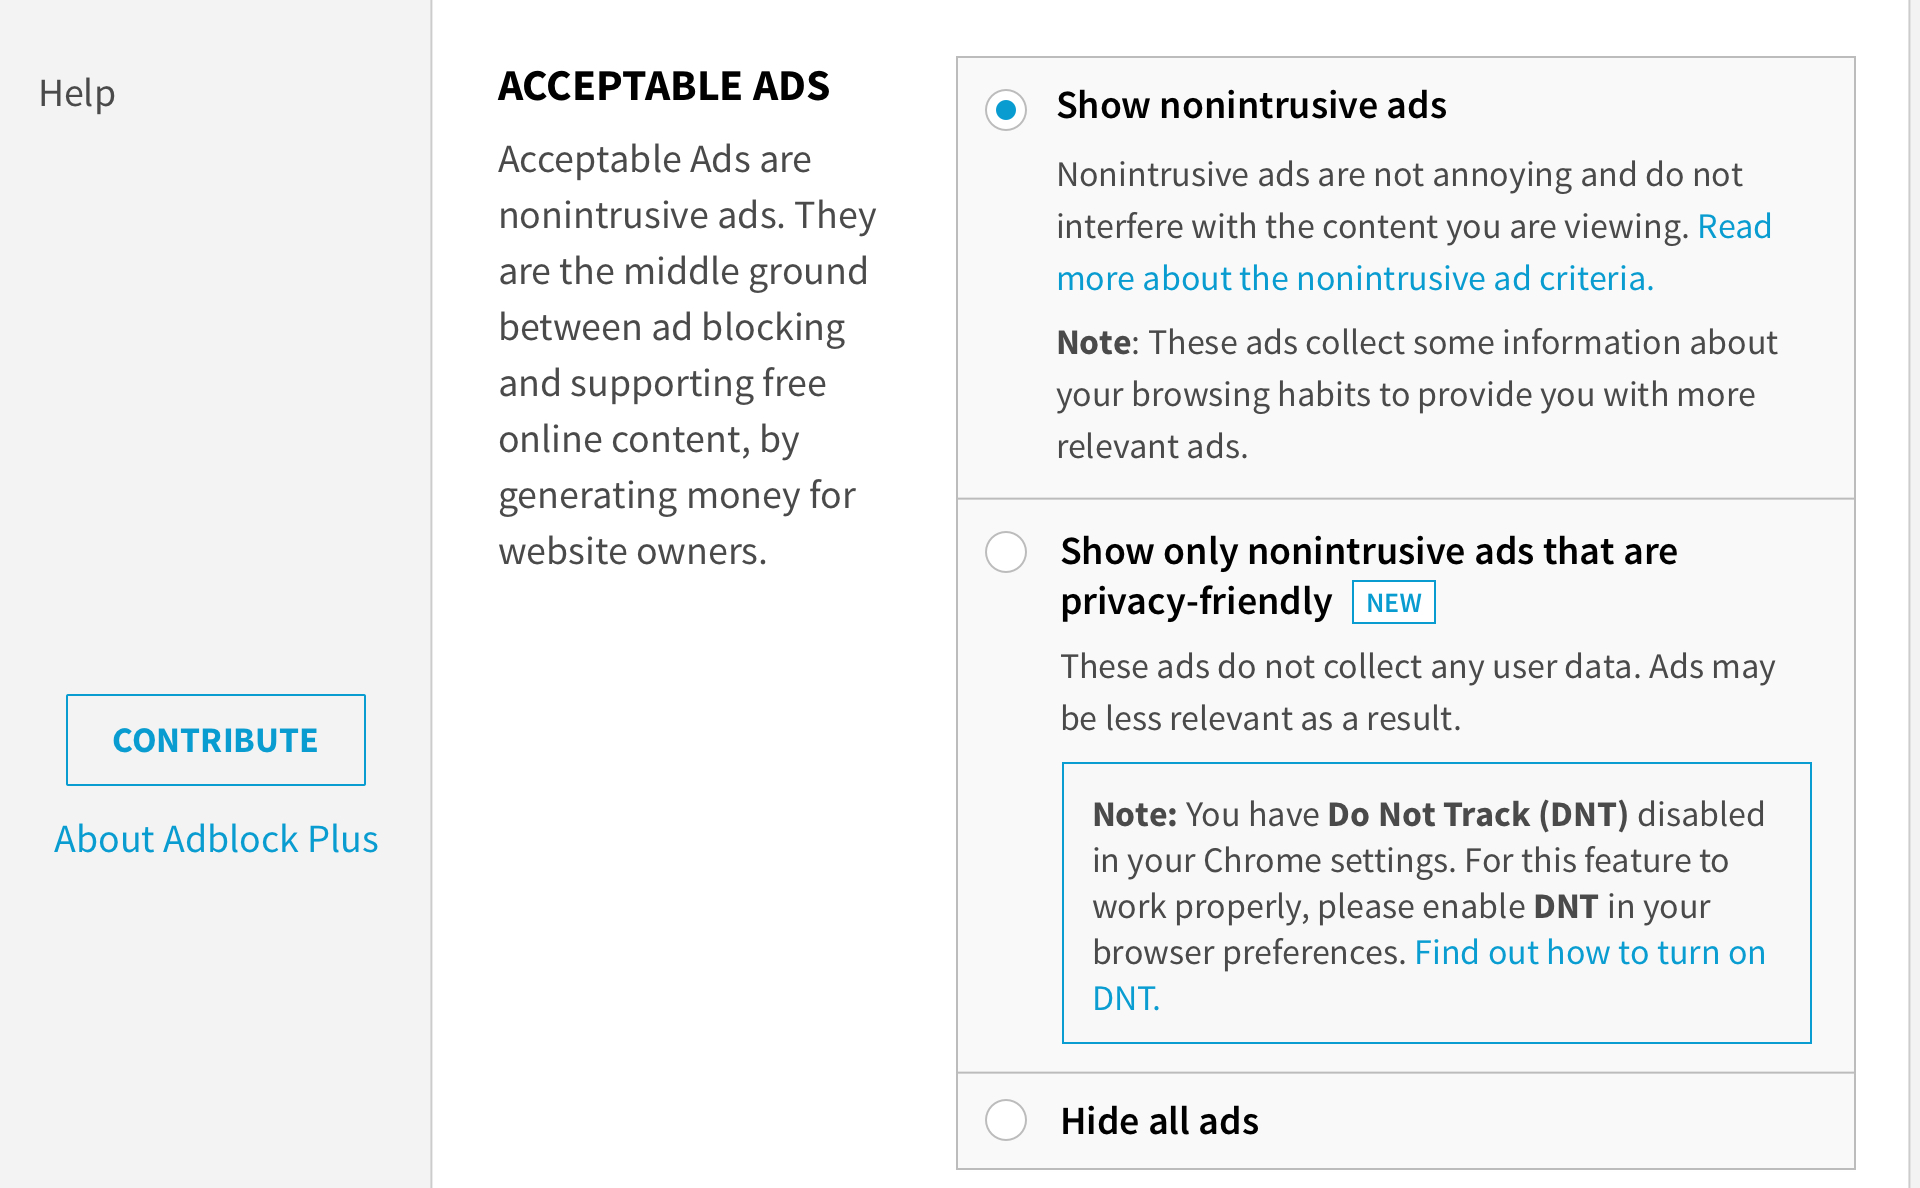 Help
CONTRIBUTE
About Adblock Plus
ACCEPTABLE ADS
Acceptable Ads are
nonintrusive ads. They
are the middle ground
between ad blocking
and supporting free
online content, by
generating money for
website owners.
Show nonintrusive ads
Nonintrusive ads are not annoying and do not
interfere with the content you are viewing. Read
more about the nonintrusive ad criteria.
Note: These ads collect some information about
your browsing habits to provide you with more
relevant ads.
Show only nonintrusive ads that are
privacy-friendly NEW
These ads do not collect any user data. Ads may
be less relevant as a result.
Note: You have Do Not Track (DNT) disabled
in your Chrome settings. For this feature to
work properly, please enable DNT in your
browser preferences. Find out how to turn on
DNT.
Hide all ads